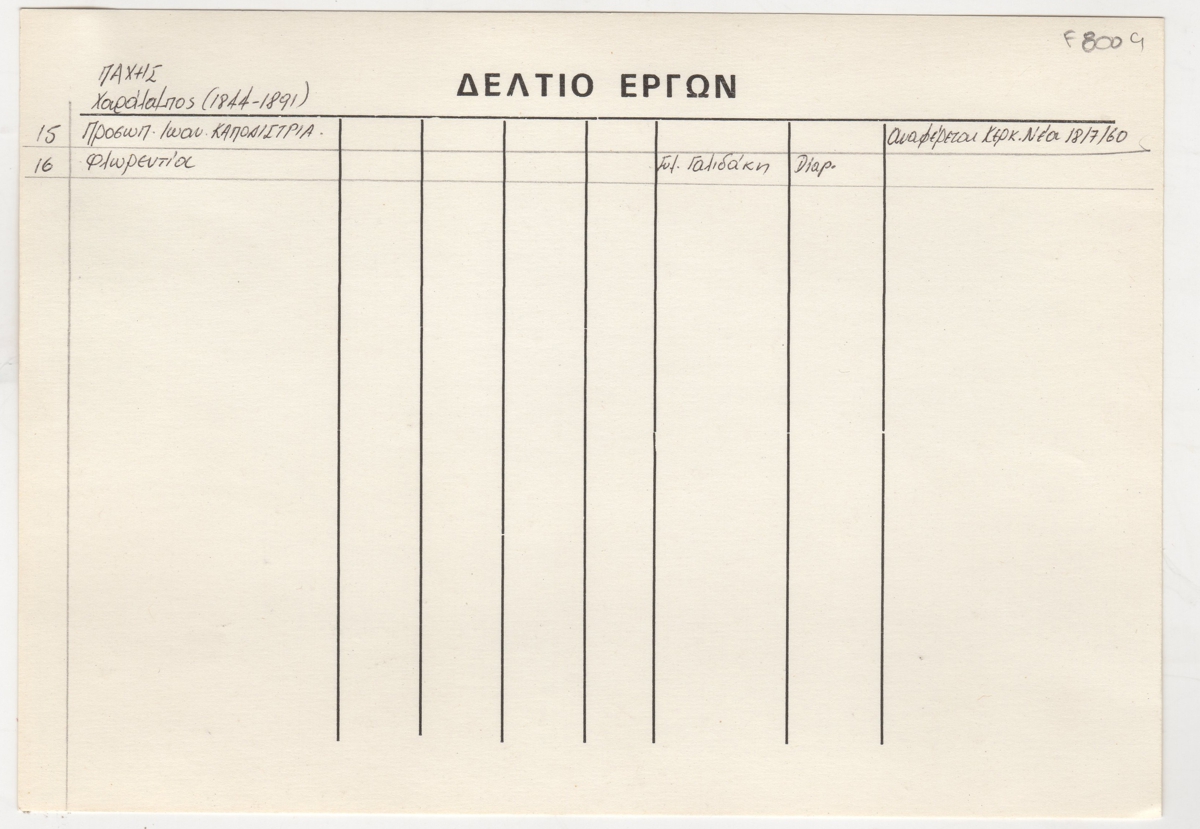 F 8009
ΠΑΧΗΣ
Χαράλαμπος (1844-1891)
ΔΕΛΤΙΟ ΕΡΓΩΝ
15 Προσωπ. Ιωαν. ΚΑΠΟΔΙΣΤΡΙΑ. Αναφέρεται Κερκ. Νέα 18/7/60
16 Φλωρεντία Συλ. Γαλιδάκη Διαρ.